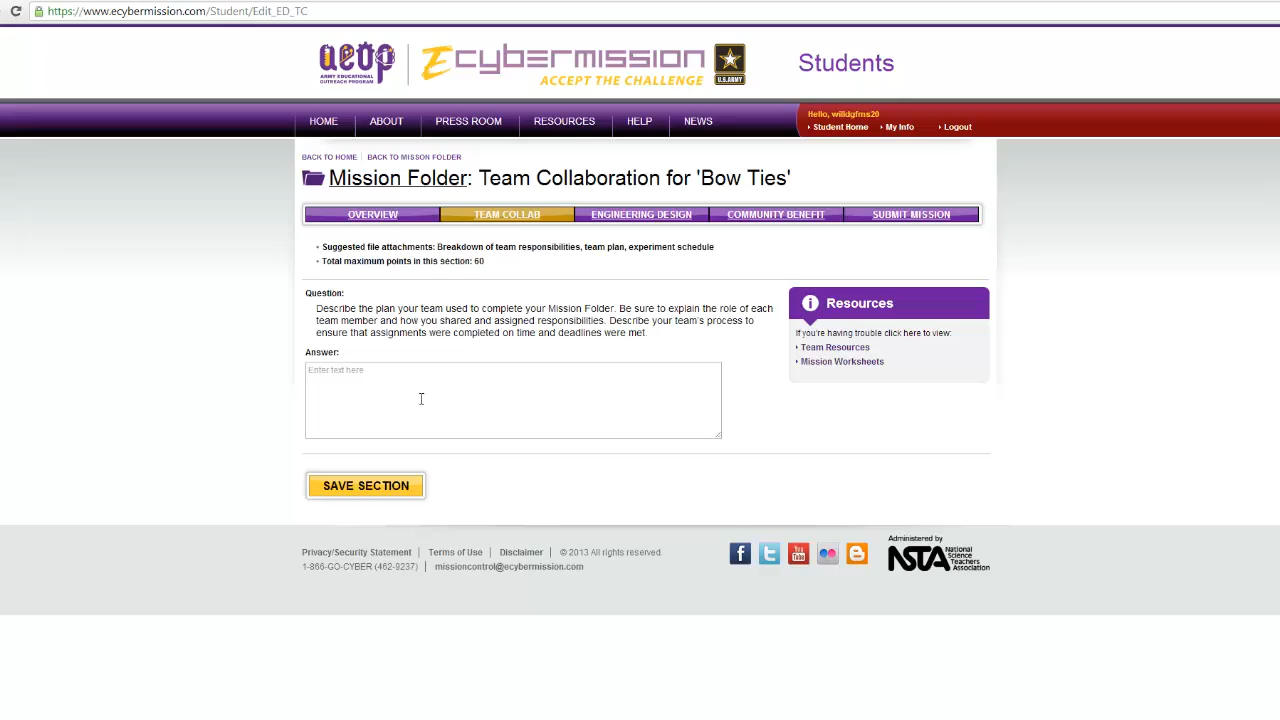 https://www.ecybermission.com/Student/Edit_ED_TC
aeop
ARMY EDUCATIONAL
OUTREACH PROGRAM
Ecybermission
ACCEPT THE CHALLENGE
U.S.ARMY
Students
HOME ABOUT PRESS ROOM RESOURCES HELP NEWS
Hello, willdgfms20
Student Home My Info Logout
BACK TO HOME BACK TO MISSON FOLDER
Mission Folder: Team Collaboration for 'Bow Ties'
OVERVIEW TEAM COLLAB ENGINEERING DESIGN COMMUNITY BENEFIT SUBMIT MISSION
Suggested file attachments: Breakdown of team responsibilities, team plan, experiment schedule
Total maximum points in this section: 60
Question:
Describe the plan your team used to complete your Mission Folder. Be sure to explain the role of each
team member and how you shared and assigned responsibilities. Describe your team's process to
ensure that assignments were completed on time and deadlines were met.
Answer:
Enter text here
Resources
If you're having trouble click here to view:
Team Resources
Mission Worksheets
SAVE SECTION
Privacy/Security Statement Terms of Use Disclaimer © 2013 All rights reserved.
1-866-GO-CYBER (462-9237) missioncontrol@ecybermission.com
f t You Tube
Administered by
NSTA National
Science
Teachers
Association